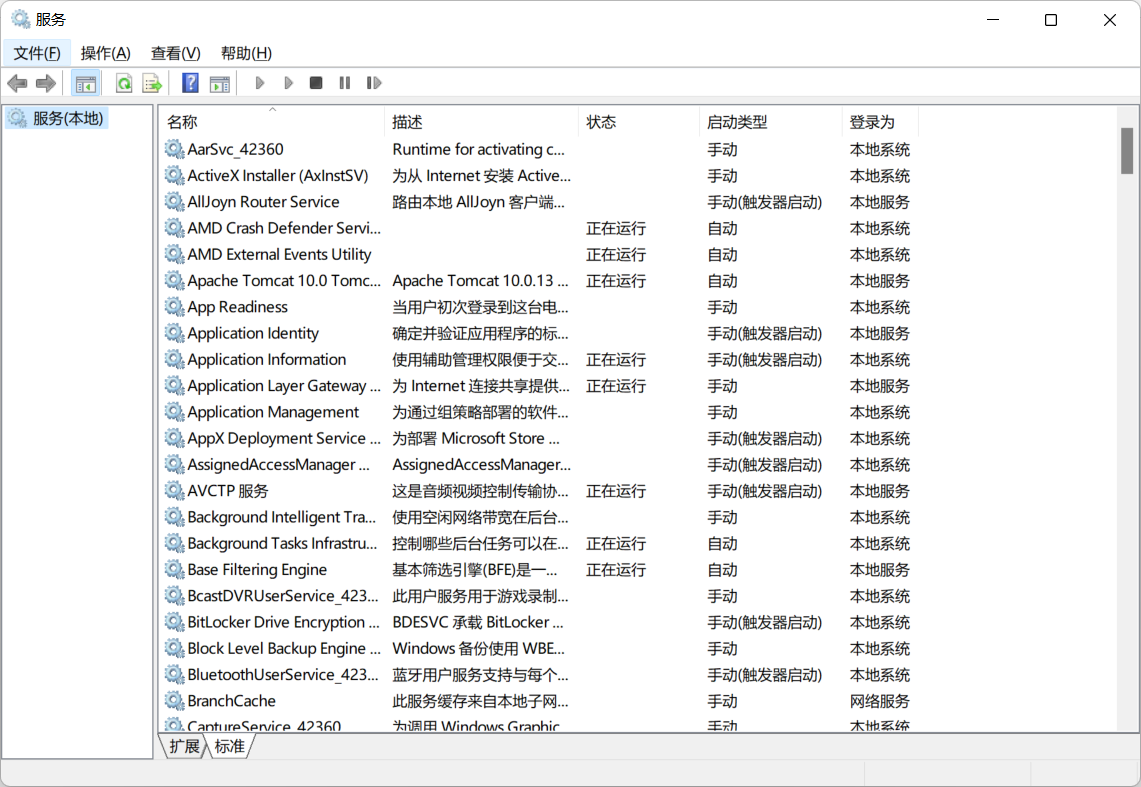 服务
文件(F) 操作(A) 查看(V) 帮助(H)
服务(本地)
名称 描述 状态 启动类型 登录为
AarSvc_42360 Runtime for activating c... 手动 本地系统
ActiveX Installer (AxInstSV) 为从 Internet 安装 Active... 手动 本地系统
AllJoyn Router Service 路由本地 AllJoyn 客户端... 手动(触发器启动) 本地服务
AMD Crash Defender Servi... 正在运行 自动 本地系统
AMD External Events Utility 正在运行 自动 本地系统
Apache Tomcat 10.0 Tomc... Apache Tomcat 10.0.13 ... 正在运行 自动 本地服务
App Readiness 当用户初次登录到这台电... 手动 本地系统
Application Identity 确定并验证应用程序的标... 手动(触发器启动) 本地服务
Application Information 使用辅助管理权限便于交... 正在运行 手动(触发器启动) 本地系统
Application Layer Gateway ... 为 Internet 连接共享提供... 正在运行 手动 本地服务
Application Management 为通过组策略部署的软件... 手动 本地系统
AppX Deployment Service ... 为部署 Microsoft Store ... 手动(触发器启动) 本地系统
AssignedAccessManager ... AssignedAccessManager... 手动(触发器启动) 本地系统
AVCTP 服务 这是音频视频控制传输协... 正在运行 手动(触发器启动) 本地服务
Background Intelligent Tra... 使用空闲网络带宽在后台... 手动 本地系统
Background Tasks Infrastru... 控制哪些后台任务可以在... 正在运行 自动 本地系统
Base Filtering Engine 基本筛选引擎(BFE)是一... 正在运行 自动 本地服务
BcastDVRUserService_423... 此用户服务用于游戏录制... 手动 本地系统
BitLocker Drive Encryption ... BDESVC 承载 BitLocker ... 手动(触发器启动) 本地系统
Block Level Backup Engine ... Windows 备份使用 WBE... 手动 本地系统
BluetoothUserService_423... 蓝牙用户服务支持与每个... 手动(触发器启动) 本地系统
BranchCache 此服务缓存来自本地子网... 手动 网络服务
CaptureService_42360 为调用 Windows Graphic... 手动 本地系统
扩展 标准